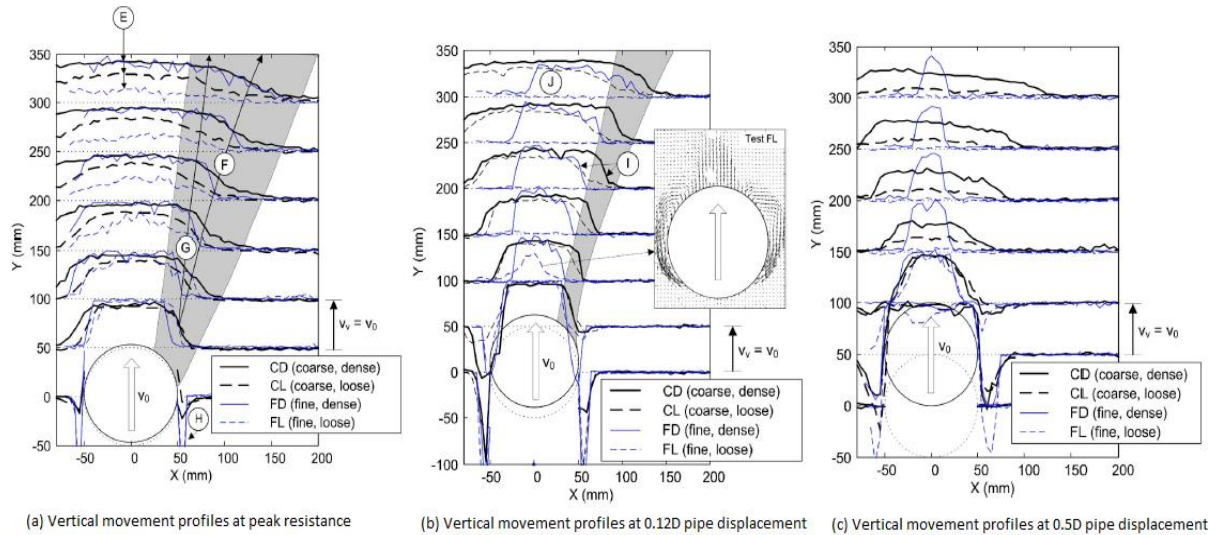 E
350
300
250
200
150
100
50
0
-50
Y (mm)
F
G
H
v₀
vᵥ = v₀
CD (coarse, dense)
CL (coarse, loose)
FD (fine, dense)
FL (fine, loose)
-50 0 50 100 150 200
X (mm)
(a) Vertical movement profiles at peak resistance
350
300
250
200
150
100
50
0
-50
-100
Y (mm)
J
I
Test FL
v₀
vᵥ = v₀
CD (coarse, dense)
CL (coarse, loose)
FD (fine, dense)
FL (fine, loose)
-50 0 50 100 150 200
X (mm)
(b) Vertical movement profiles at 0.12D pipe displacement
350
300
250
200
150
100
50
0
-50
Y (mm)
v₀
vᵥ = v₀
CD (coarse, dense)
CL (coarse, loose)
FD (fine, dense)
FL (fine, loose)
-50 0 50 100 150 200
X (mm)
(c) Vertical movement profiles at 0.5D pipe displacement